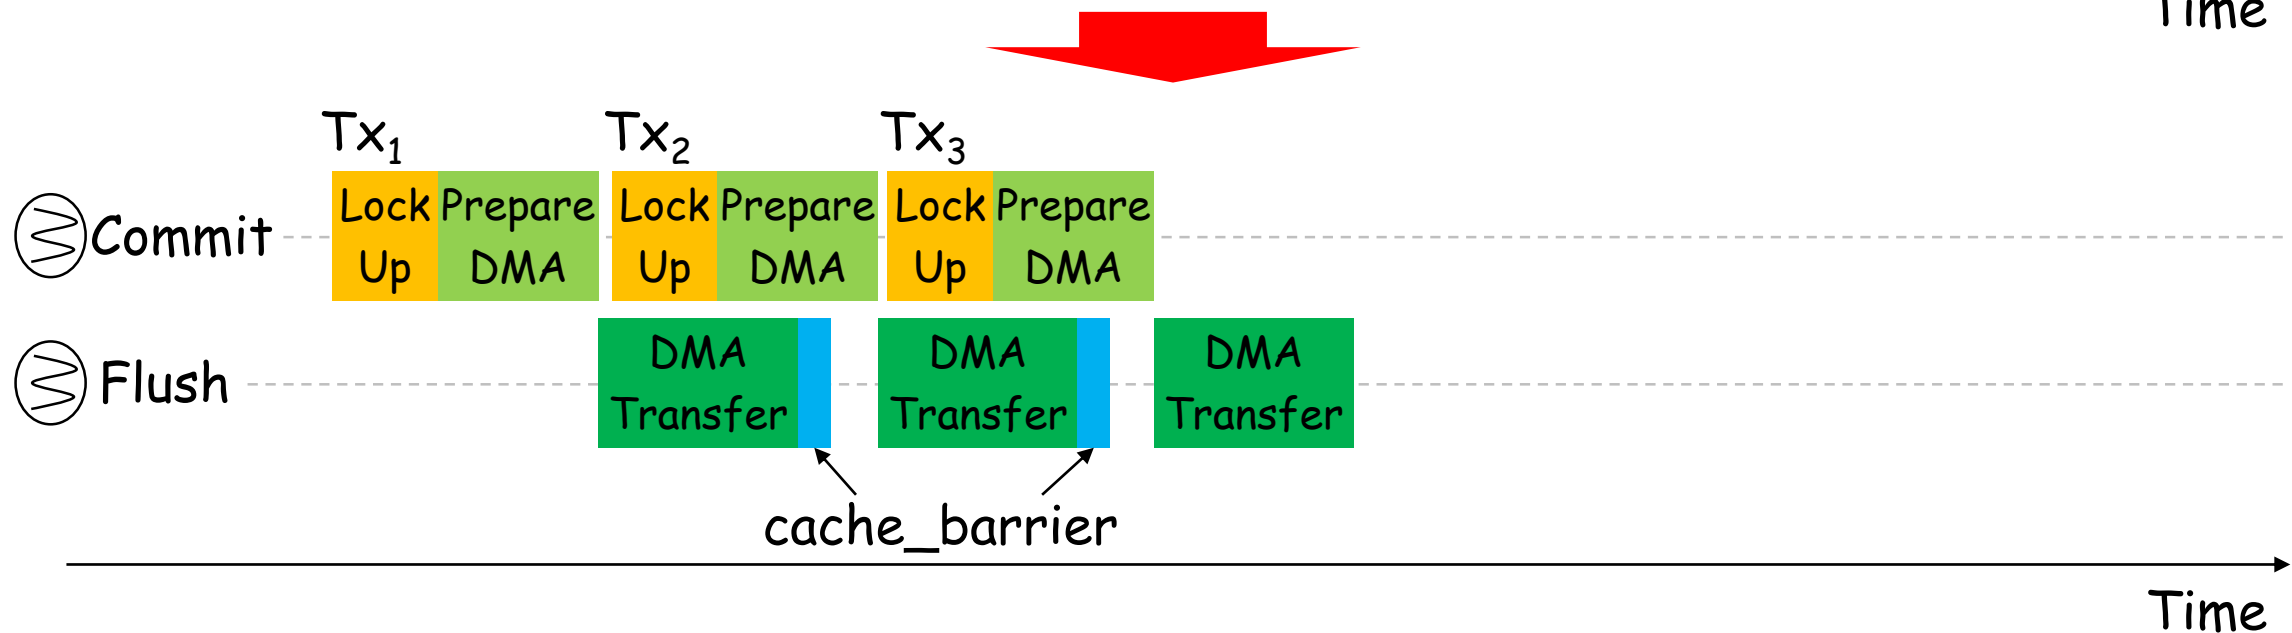 Time
Tx1 Tx2 Tx3
Commit
Lock Prepare Lock Prepare Lock Prepare
Up DMA Up DMA Up DMA
Flush
DMA DMA DMA
Transfer Transfer Transfer
cache_barrier
Time